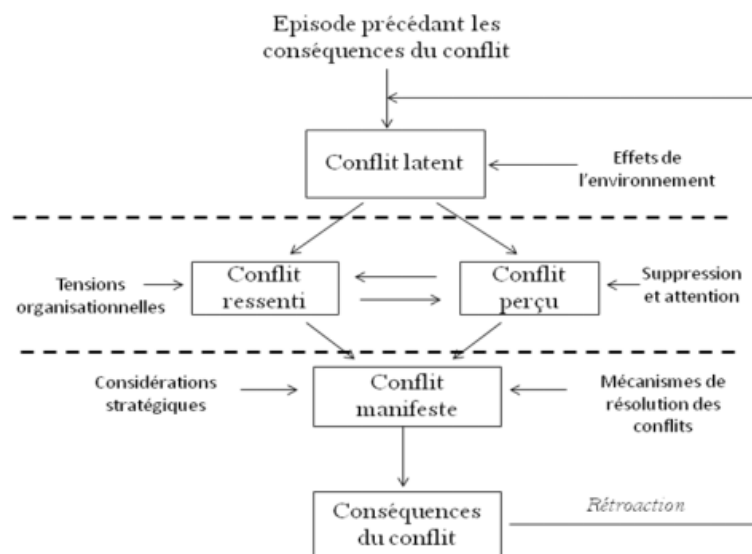 Episode précédant les
conséquences du conflit
Conflit latent
Effets de
l'environnement
Tensions
organisationnelles
Conflit
ressenti
Conflit
perçu
Suppression
et attention
Considérations
stratégiques
Conflit
manifeste
Mécanismes de
résolution des
conflits
Conséquences
du conflit
Rétroaction